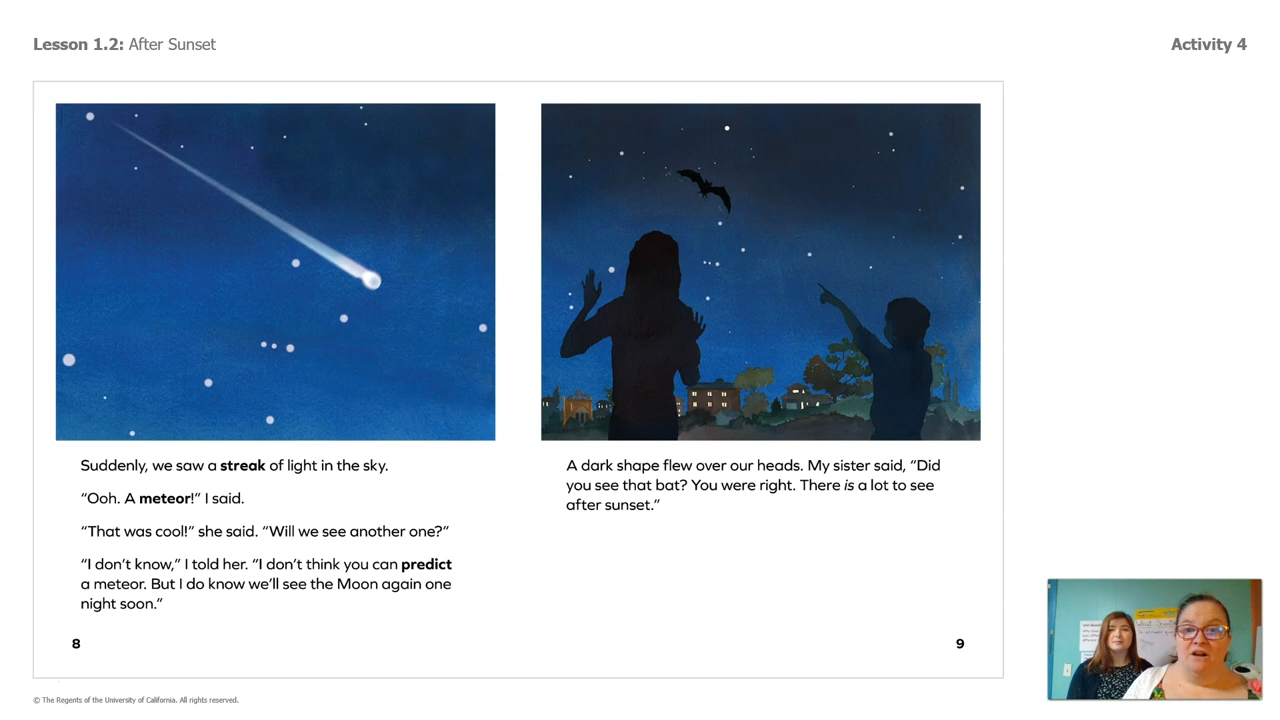 Lesson 1.2: After Sunset
Activity 4
Suddenly, we saw a streak of light in the sky.
“Ooh. A meteor!” I said.
“That was cool!” she said. “Will we see another one?”
“I don’t know,” I told her. “I don’t think you can predict
a meteor. But I do know we’ll see the Moon again one
night soon.”
8
A dark shape flew over our heads. My sister said, “Did
you see that bat? You were right. There is a lot to see
after sunset.”
9
© The Regents of the University of California. All rights reserved.